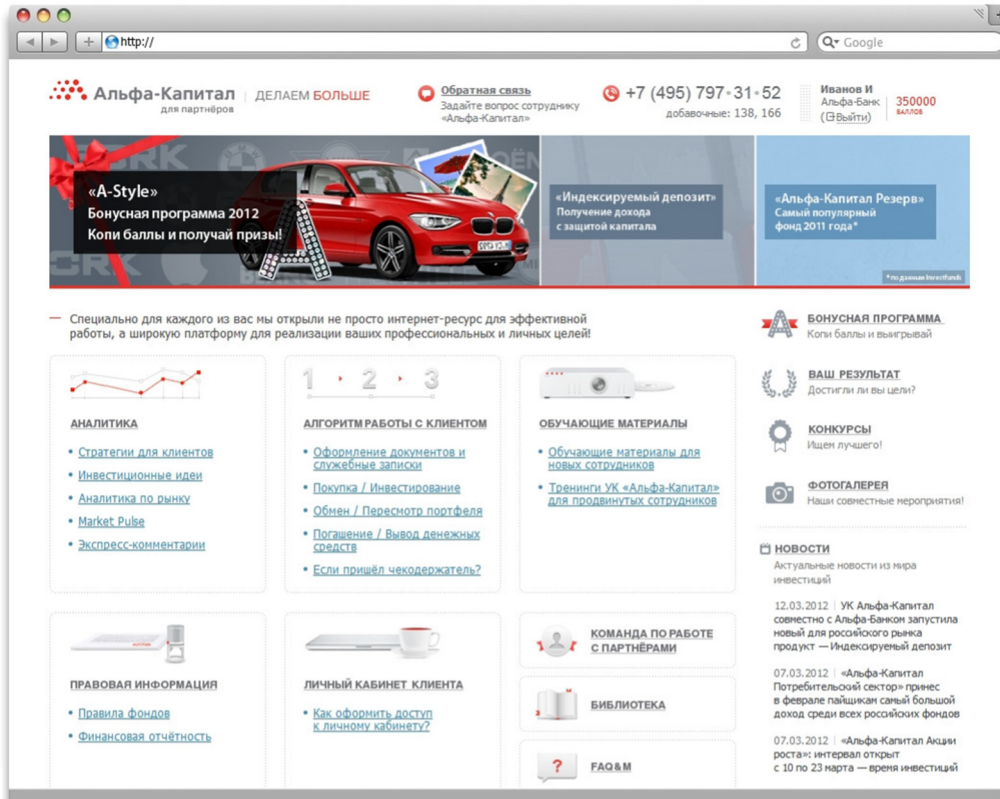 http://
Google
Альфа-Капитал
для партнёров
ДЕЛАЕМ БОЛЬШЕ
Обратная связь
Задайте вопрос сотруднику
«Альфа-Капитал»
+7 (495) 797-31-52
добавочные: 138, 166
Иванов И
Альфа-Банк
(Выйти)
350000
БАЛЛОВ
«A-Style»
Бонусная программа 2012
Копи баллы и получай призы!
«Индексируемый депозит»
Получение дохода
с защитой капитала
«Альфа-Капитал Резерв»
Самый популярный
фонд 2011 года*
* по данным Investfunds
— Специально для каждого из вас мы открыли не просто интернет-ресурс для эффективной
работы, а широкую платформу для реализации ваших профессиональных и личных целей!
АНАЛИТИКА
• Стратегии для клиентов
• Инвестиционные идеи
• Аналитика по рынку
• Market Pulse
• Экспресс-комментарии
1 2 3
АЛГОРИТМ РАБОТЫ С КЛИЕНТОМ
• Оформление документов и
служебные записки
• Покупка / Инвестирование
• Обмен / Пересмотр портфеля
• Погашение / Вывод денежных
средств
• Если пришёл чекодержатель?
ОБУЧАЮЩИЕ МАТЕРИАЛЫ
• Обучающие материалы для
новых сотрудников
• Тренинги УК «Альфа-Капитал»
для продвинутых сотрудников
ПРАВОВАЯ ИНФОРМАЦИЯ
• Правила фондов
• Финансовая отчётность
ЛИЧНЫЙ КАБИНЕТ КЛИЕНТА
• Как оформить доступ
к личному кабинету?
КОМАНДА ПО РАБОТЕ
С ПАРТНЁРАМИ
БИБЛИОТЕКА
?
FAQ&M
БОНУСНАЯ ПРОГРАММА
Копи баллы и выигрывай
ВАШ РЕЗУЛЬТАТ
Достигли ли вы цели?
КОНКУРСЫ
Ищем лучшего!
ФОТОГАЛЕРЕЯ
Наши совместные мероприятия!
НОВОСТИ
Актуальные новости из мира
инвестиций
12.03.2012 | УК Альфа-Капитал
совместно с Альфа-Банком запустила
новый для российского рынка
продукт — Индексируемый депозит
07.03.2012 | «Альфа-Капитал
Потребительский сектор» принес
в феврале пайщикам самый большой
доход среди всех российских фондов
07.03.2012 | «Альфа-Капитал Акции
роста»: интервал открыт
с 10 по 23 марта — время инвестиций